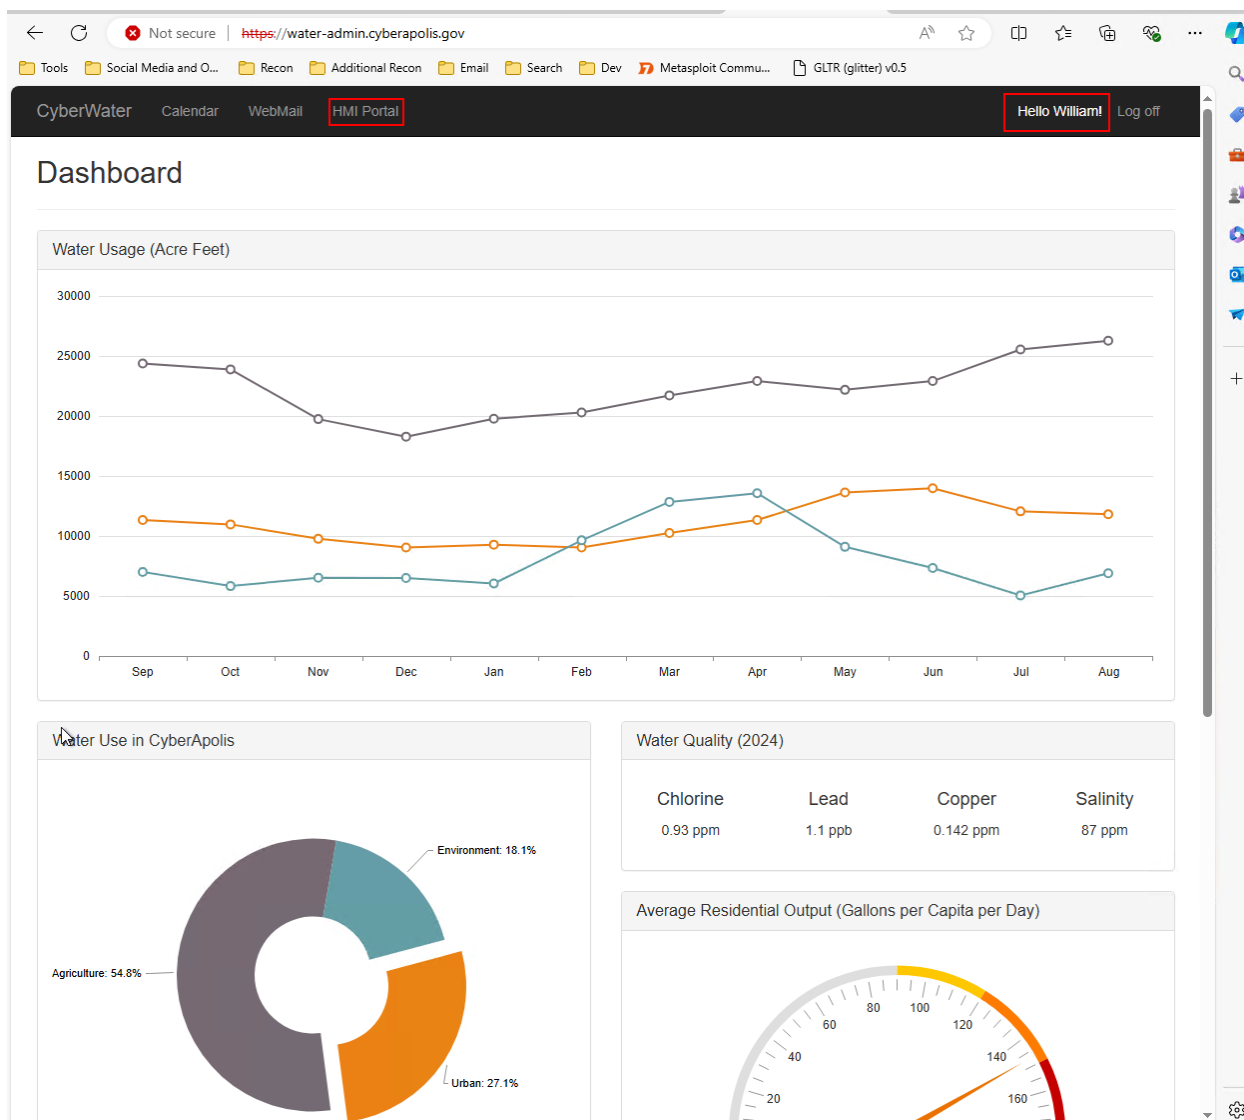 Not secure https://water-admin.cyberapolis.gov
Tools Social Media and O... Recon Additional Recon Email Search Dev Metasploit Commu... GLTR (glitter) v0.5
CyberWater Calendar WebMail HMI Portal Hello William! Log off
Dashboard
Water Usage (Acre Feet)
30000
25000
20000
15000
10000
5000
0
Sep Oct Nov Dec Jan Feb Mar Apr May Jun Jul Aug
Water Use in CyberApolis
Environment: 18.1%
Agriculture: 54.8%
Urban: 27.1%
Water Quality (2024)
Chlorine Lead Copper Salinity
0.93 ppm 1.1 ppb 0.142 ppm 87 ppm
Average Residential Output (Gallons per Capita per Day)
80 100
60 120
40 140
20 160